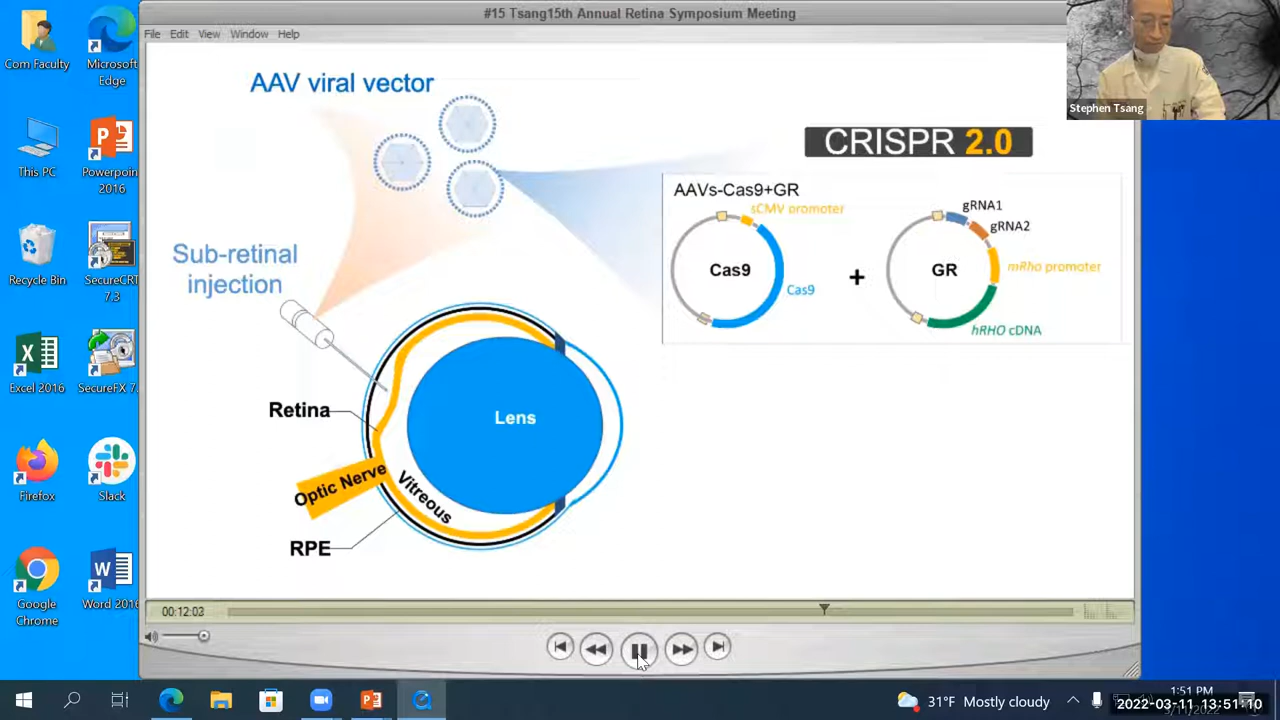 Com Faculty
Microsoft
Edge
This PC
Powerpoint
2016
Recycle Bin
SecureCRT
7.3
Excel 2016
SecureFX 7.
Firefox
Slack
Google
Chrome
Word 2016
#15 Tsang15th Annual Retina Symposium Meeting
File Edit View Window Help
AAV viral vector
Stephen Tsang
CRISPR 2.0
AAVs-Cas9+GR
sCMV promoter
gRNA1
gRNA2
Cas9
+
GR
mRho promoter
Cas9
hRHO cDNA
Sub-retinal
injection
Retina
Lens
Optic Nerve
Vitreous
RPE
00:12:03
31°F Mostly cloudy
1:51 PM
2022-03-11 13:51:10